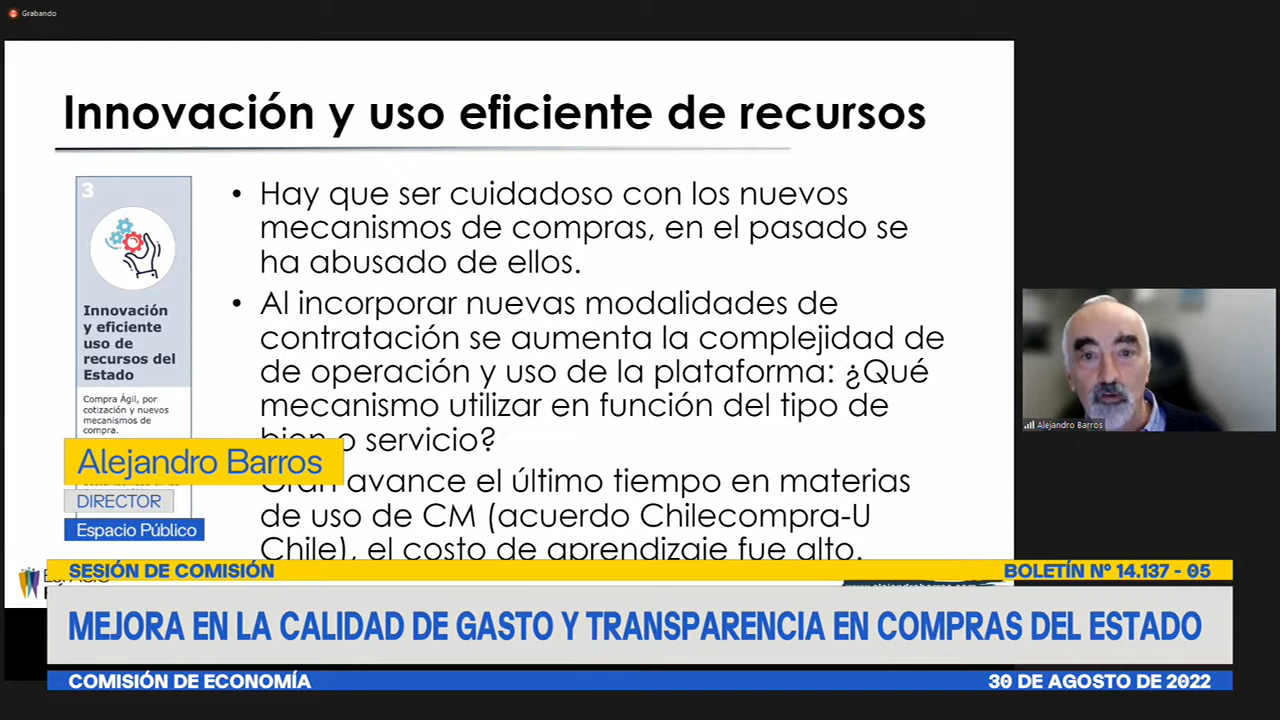 Grabando
Innovación y uso eficiente de recursos
3
Innovación
y eficiente
uso de
recursos del
Estado
Compra Ágil, por
cotización y nuevos
mecanismos de
compra.
• Hay que ser cuidadoso con los nuevos
mecanismos de compras, en el pasado se
ha abusado de ellos.
• Al incorporar nuevas modalidades de
contratación se aumenta la complejidad de
de operación y uso de la plataforma: ¿Qué
mecanismo utilizar en función del tipo de
bien o servicio?
Gran avance el último tiempo en materias
de uso de CM (acuerdo Chilecompra-U
Chile), el costo de aprendizaje fue alto.
Alejandro Barros
Alejandro Barros
DIRECTOR
Espacio Público
SESIÓN DE COMISIÓN
BOLETÍN N° 14.137 - 05
MEJORA EN LA CALIDAD DE GASTO Y TRANSPARENCIA EN COMPRAS DEL ESTADO
COMISIÓN DE ECONOMÍA
30 DE AGOSTO DE 2022